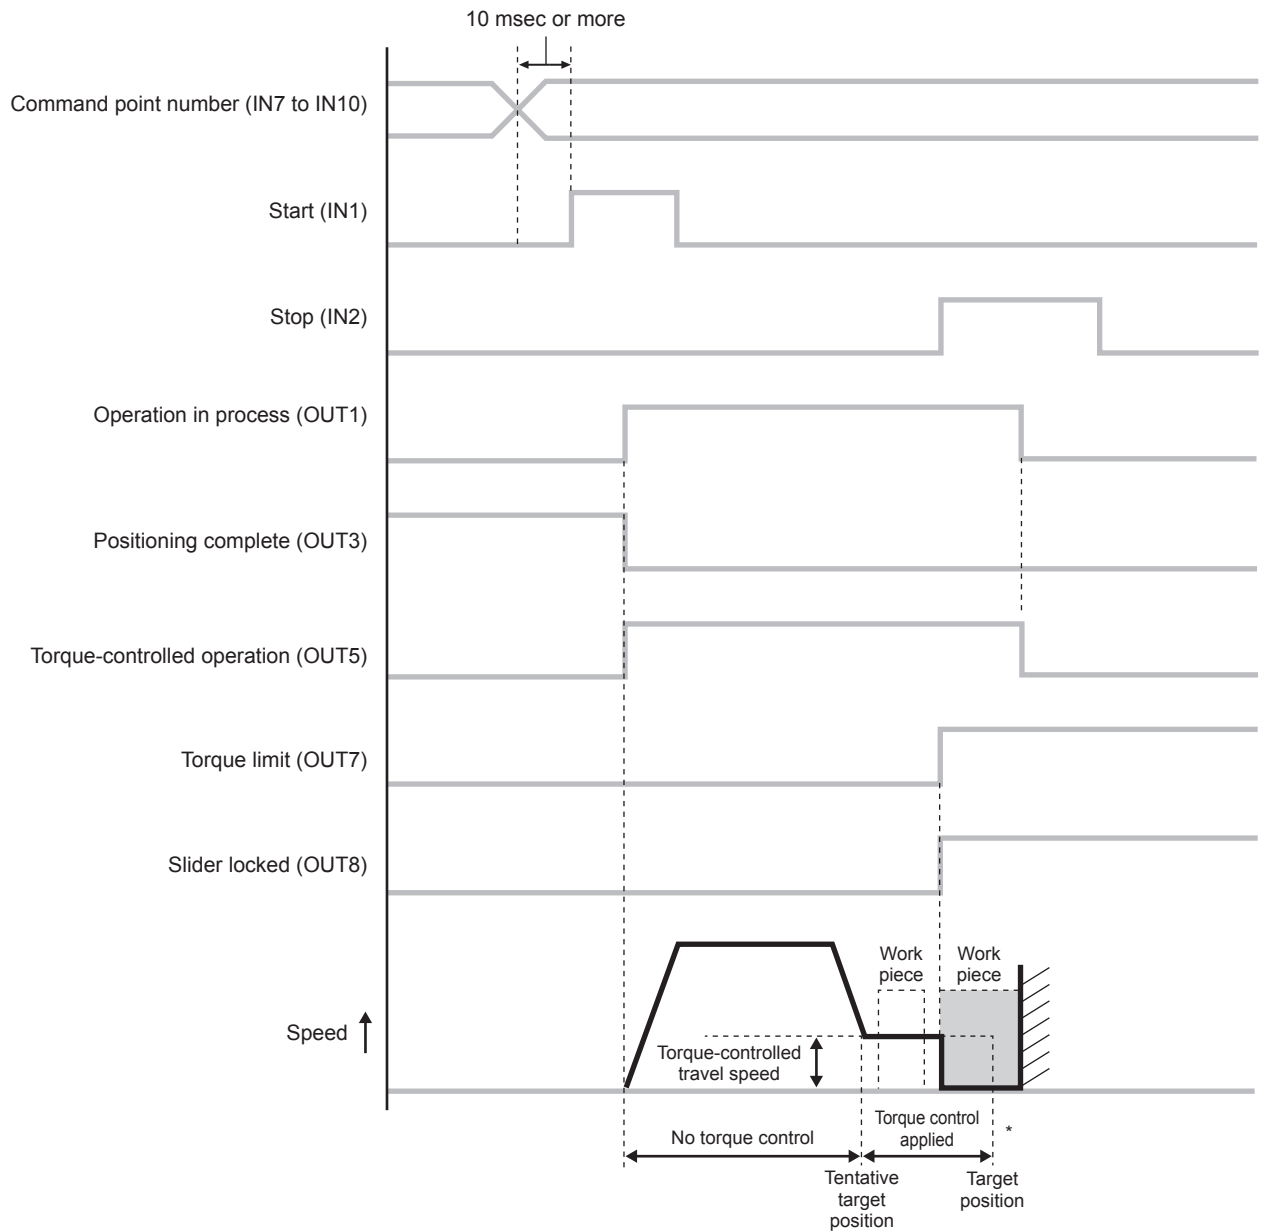 10 msec or more
Command point number (IN7 to IN10)
Start (IN1)
Stop (IN2)
Operation in process (OUT1)
Positioning complete (OUT3)
Torque-controlled operation (OUT5)
Torque limit (OUT7)
Slider locked (OUT8)
Work
piece
Work
piece
Speed
Torque-controlled
travel speed
No torque control
Torque control
applied
*
Tentative
target
position
Target
position